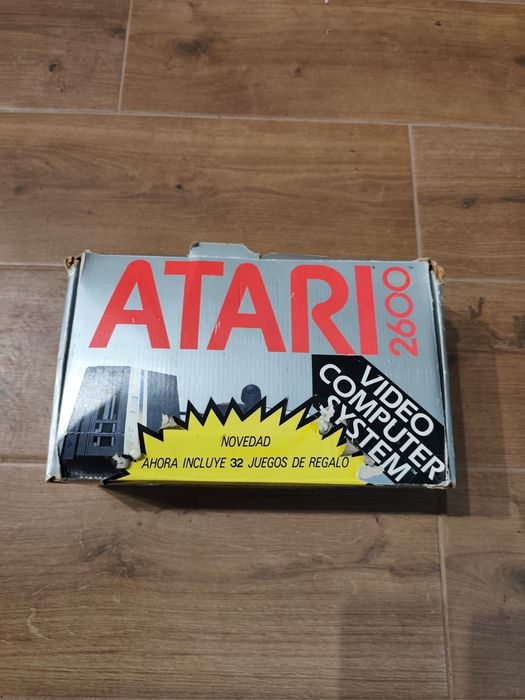 ATARI
2600
VIDEO
COMPUTER
SYSTEM
NOVEDAD
AHORA INCLUYE 32 JUEGOS DE REGALO